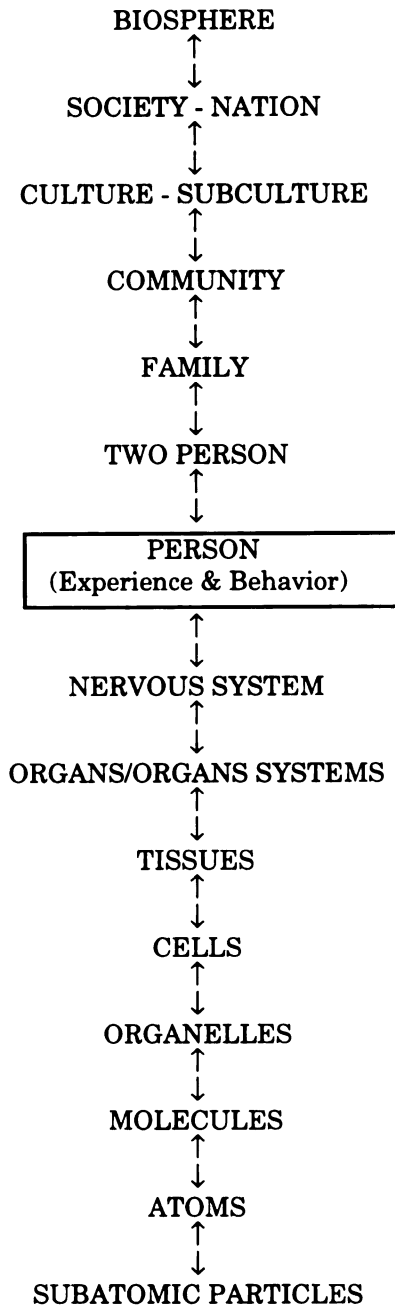 BIOSPHERE
SOCIETY - NATION
CULTURE - SUBCULTURE
COMMUNITY
FAMILY
TWO PERSON
PERSON
(Experience & Behavior)
NERVOUS SYSTEM
ORGANS/ORGANS SYSTEMS
TISSUES
CELLS
ORGANELLES
MOLECULES
ATOMS
SUBATOMIC PARTICLES